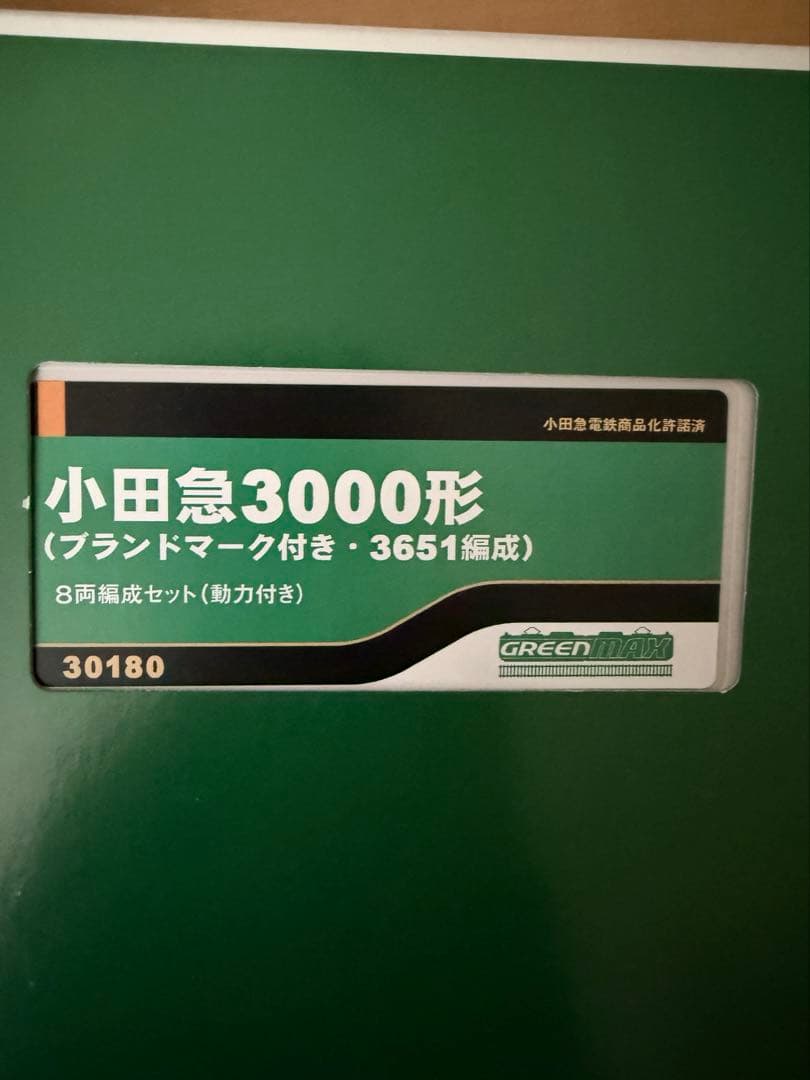 小田急電鉄商品化許諾済
小田急3000形
(ブランドマーク付き・3651編成)
8両編成セット(動力付き)
30180
GREENMAX